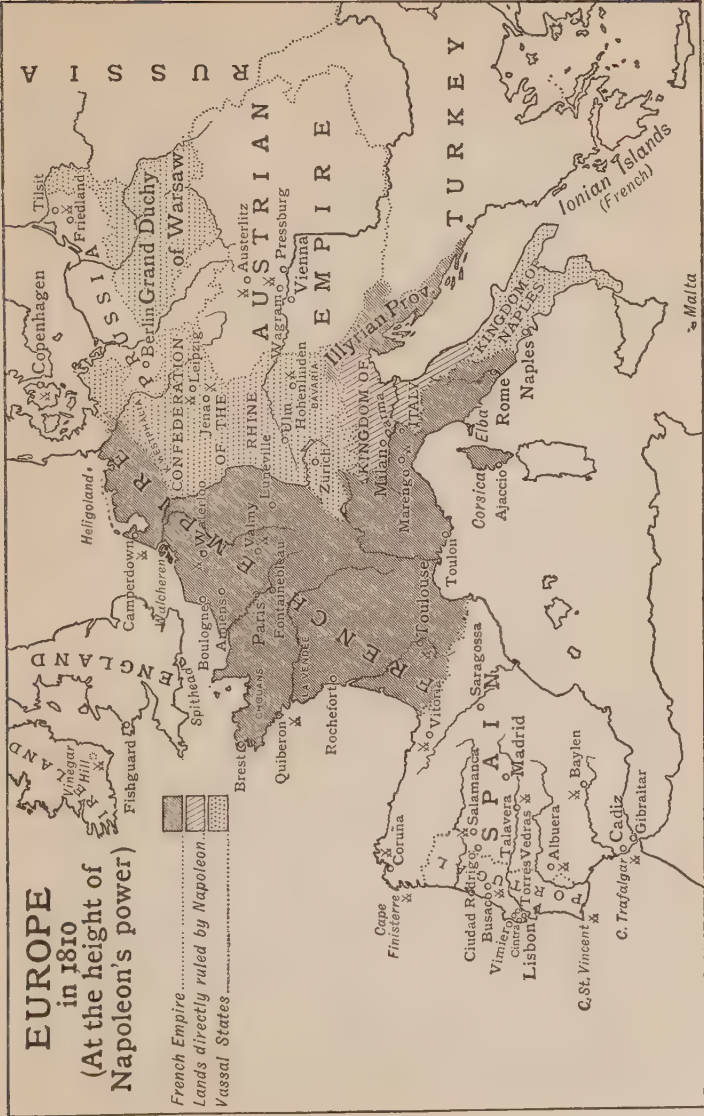 EUROPE
in 1810
(At the height of
Napoleon's power)
French Empire
Lands directly ruled by Napoleon
Vassal States
IRELAND
Vinegar
Hill
Fishguard
ENGLAND
Spithead
Heligoland
Camperdown
Walcheren
Copenhagen
Tilsit
Friedland
RUSSIA
PRUSSIA
Berlin
Grand Duchy
of Warsaw
WESTPHALIA
CONFEDERATION
OF THE
RHINE
Leipzig
Jena
Waterloo
Boulogne
Amiens
Valmy
Luneville
Paris
Fontainebleau
FRENCH EMPIRE
Brest
CHOUANS
Quiberon
LA VENDÉE
Rochefort
Toulouse
Toulon
Ulm
Hohenlinden
BAVARIA
Zürich
Austerlitz
AUSTRIAN
EMPIRE
Wagram
Pressburg
Vienna
Illyrian Prov.
KINGDOM OF
ITALY
Milano
Parma
Marengo
Elba
Corsica
Ajaccio
Rome
KINGDOM OF
NAPLES
Naples
TURKEY
Ionian Islands
(French)
Malta
Coruña
Cape
Finisterre
Vitoria
Saragossa
SPAIN
Ciudad Rodrigo
Salamanca
Busaco
Madrid
Talavera
Vimiero
Cintra
Torres Vedras
Lisbon
Albuera
Baylen
C. St. Vincent
Cadiz
C. Trafalgar
Gibraltar